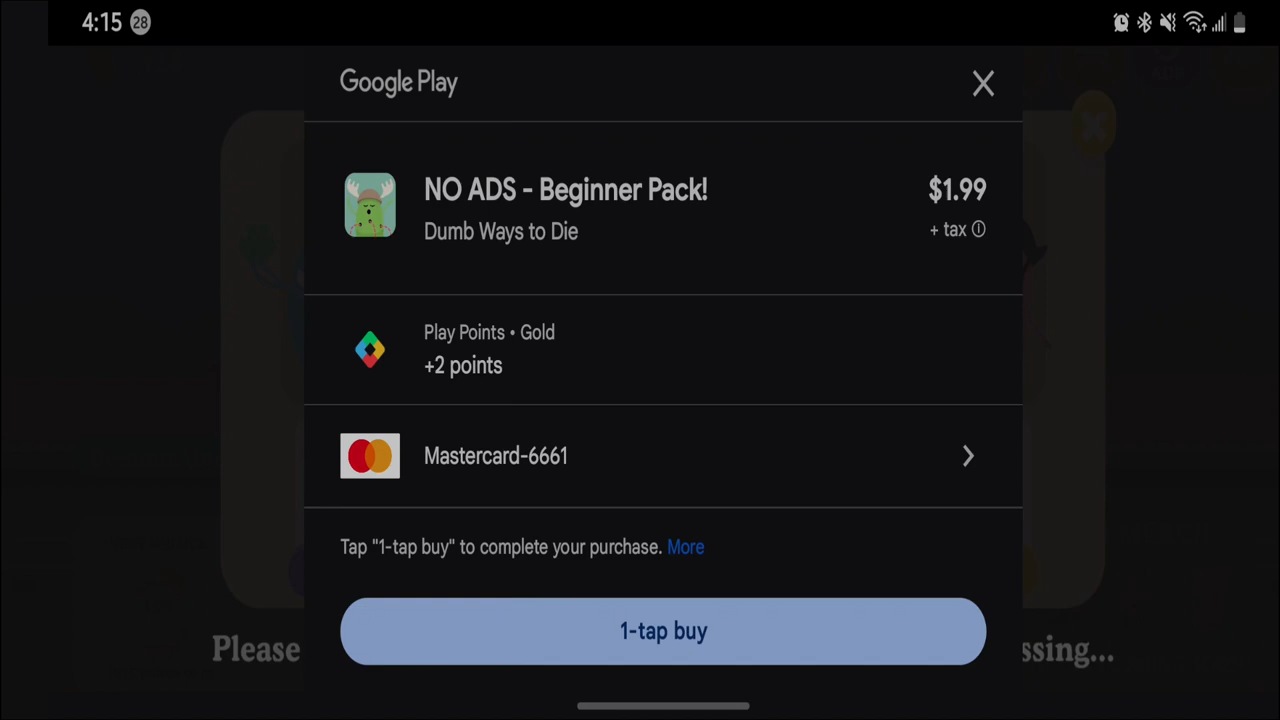 4:15 28
Google Play
NO ADS - Beginner Pack!
$1.99
Dumb Ways to Die
+ tax
Play Points • Gold
+2 points
Mastercard-6661
Tap "1-tap buy" to complete your purchase. More
1-tap buy
Please
ssing...